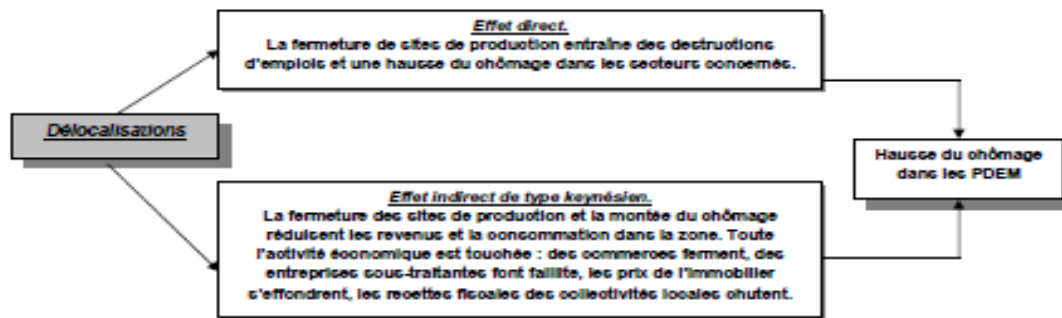 Effet direct.
La fermeture de sites de production entraîne des destructions
d'emplois et une hausse du chômage dans les secteurs concernés.
Délocalisations
Hausse du chômage
dans les PDEM
Effet indirect de type keynésien.
La fermeture des sites de production et la montée du chômage
réduisent les revenus et la consommation dans la zone. Toute
l'activité économique est touchée : des commerces ferment, des
entreprises sous-traitantes font faillite, les prix de l'immobilier
s'effondrent, les recettes fiscales des collectivités locales chutent.